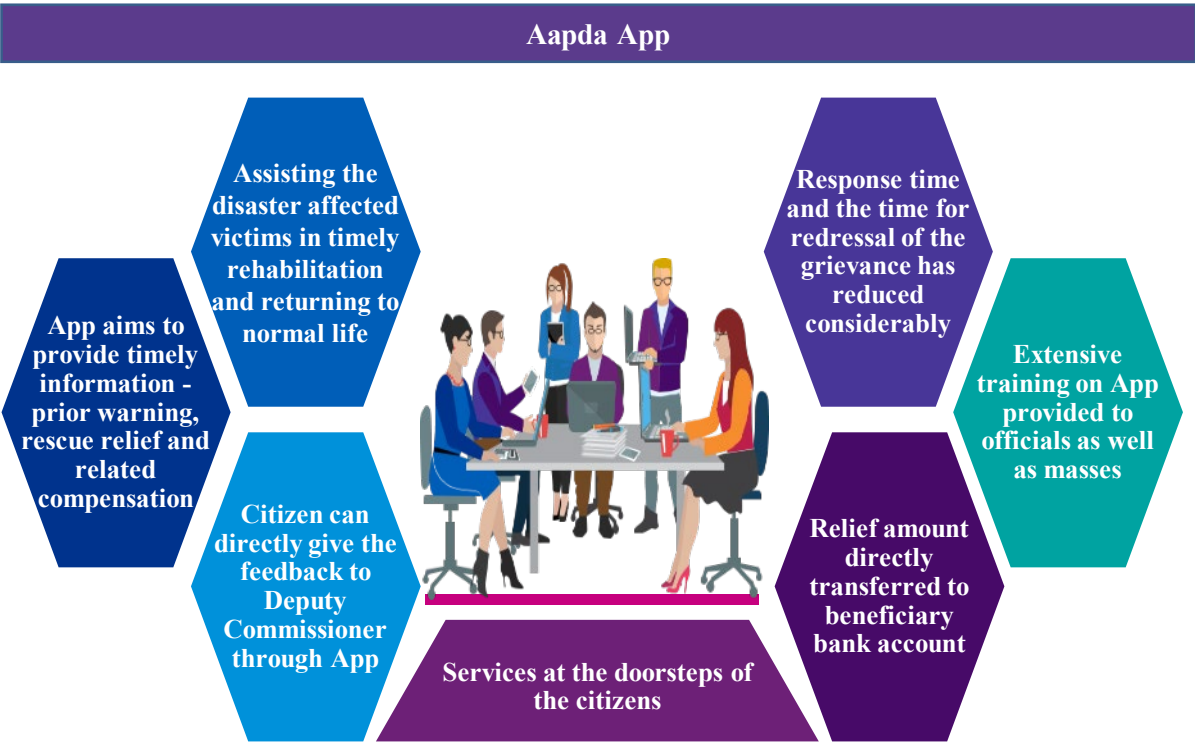 Aapda App
Assisting the
disaster affected
victims in timely
rehabilitation
and returning to
normal life
App aims to
provide timely
information -
prior warning,
rescue relief and
related
compensation
Citizen can
directly give the
feedback to
Deputy
Commissioner
through App
Response time
and the time for
redressal of the
grievance has
reduced
considerably
Extensive
training on App
provided to
officials as well
as masses
Relief amount
directly
transferred to
beneficiary
bank account
Services at the doorsteps of
the citizens